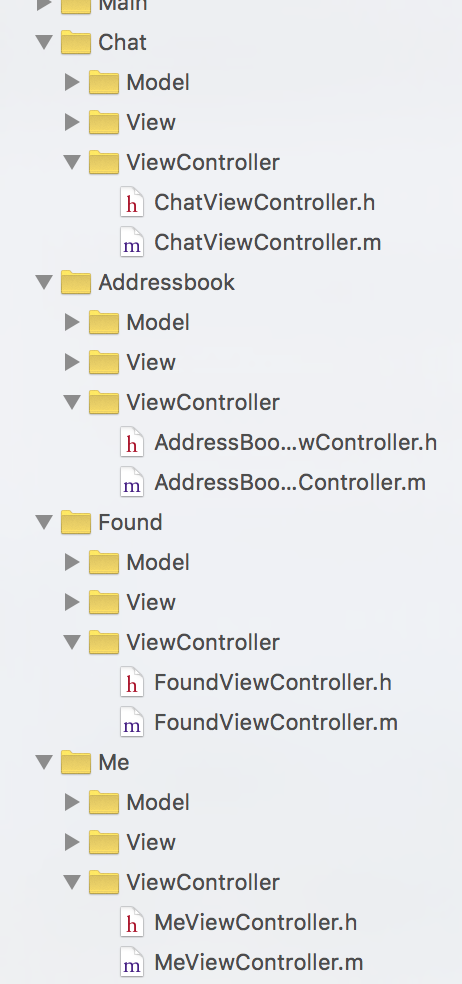 Main
Chat
Model
View
ViewController
h ChatViewController.h
m ChatViewController.m
Addressbook
Model
View
ViewController
h AddressBoo...wController.h
m AddressBoo...Controller.m
Found
Model
View
ViewController
h FoundViewController.h
m FoundViewController.m
Me
Model
View
ViewController
h MeViewController.h
m MeViewController.m